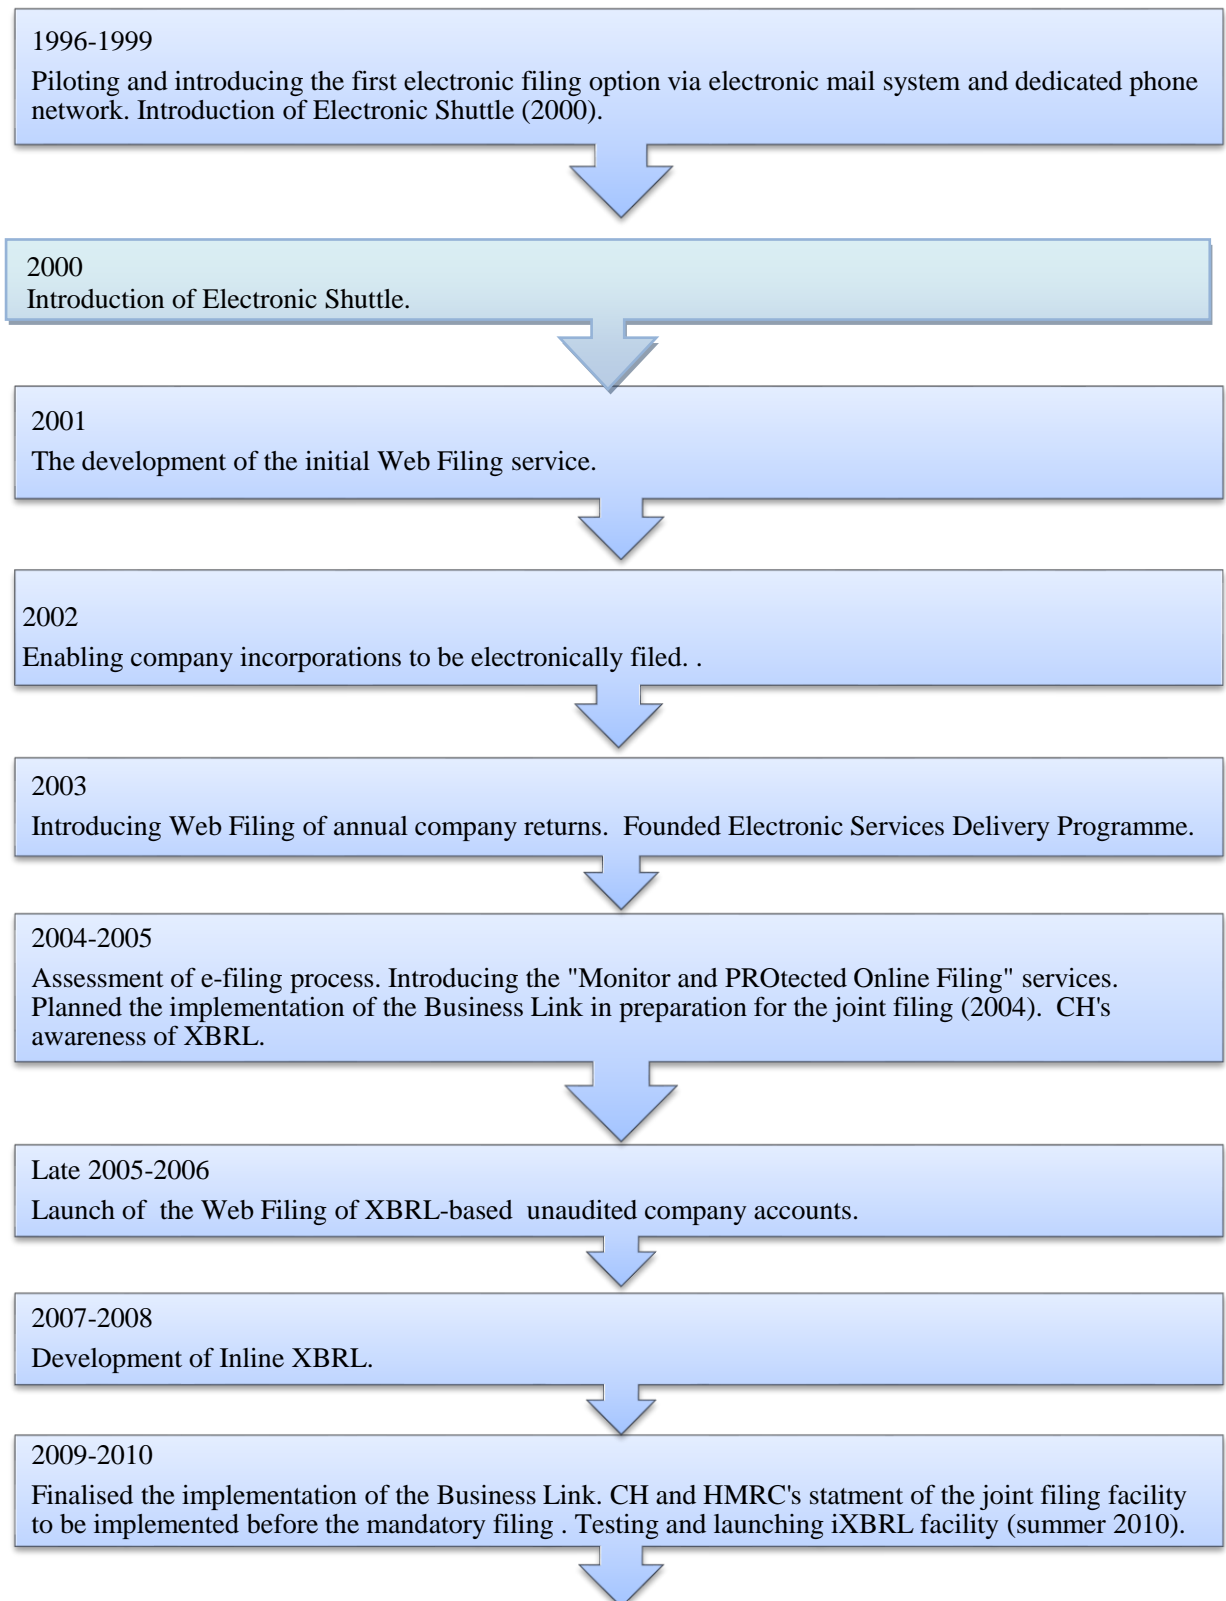 1996-1999
Piloting and introducing the first electronic filing option via electronic mail system and dedicated phone
network. Introduction of Electronic Shuttle (2000).
2000
Introduction of Electronic Shuttle.
2001
The development of the initial Web Filing service.
2002
Enabling company incorporations to be electronically filed. .
2003
Introducing Web Filing of annual company returns.  Founded Electronic Services Delivery Programme.
2004-2005
Assessment of e-filing process. Introducing the "Monitor and PROtected Online Filing" services.
Planned the implementation of the Business Link in preparation for the joint filing (2004).  CH's
awareness of XBRL.
Late 2005-2006
Launch of  the Web Filing of XBRL-based  unaudited company accounts.
2007-2008
Development of Inline XBRL.
2009-2010
Finalised the implementation of the Business Link. CH and HMRC's statment of the joint filing facility
to be implemented before the mandatory filing . Testing and launching iXBRL facility (summer 2010).